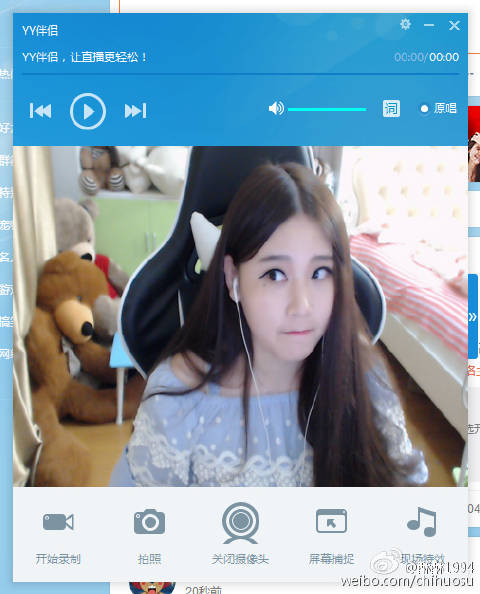 YY伴侣
YY伴侣，让直播更轻松！
00:00/00:00
词
原唱
开始录制
拍照
关闭摄像头
屏幕捕捉
现场特效
weibo.com/chihuosu
20秒前